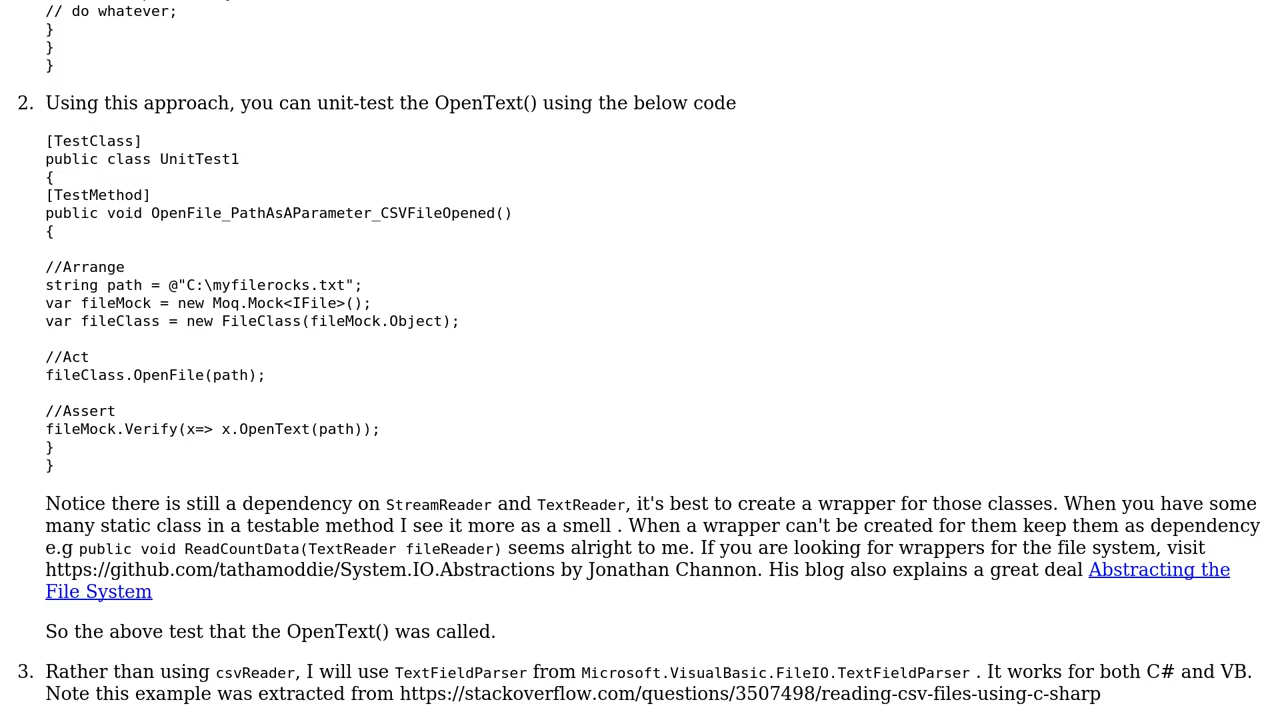 // do whatever;
}
}
}
2. Using this approach, you can unit-test the OpenText() using the below code
[TestClass]
public class UnitTest1
{
[TestMethod]
public void OpenFile_PathAsAParameter_CSVFileOpened()
{
//Arrange
string path = @"C:\myfilerocks.txt";
var fileMock = new Moq.Mock<IFile>();
var fileClass = new FileClass(fileMock.Object);
//Act
fileClass.OpenFile(path);
//Assert
fileMock.Verify(x=> x.OpenText(path));
}
}
Notice there is still a dependency on StreamReader and TextReader, it's best to create a wrapper for those classes. When you have some
many static class in a testable method I see it more as a smell . When a wrapper can't be created for them keep them as dependency
e.g public void ReadCountData(TextReader fileReader) seems alright to me. If you are looking for wrappers for the file system, visit
https://github.com/tathamoddie/System.IO.Abstractions by Jonathan Channon. His blog also explains a great deal Abstracting the
File System
So the above test that the OpenText() was called.
3. Rather than using csvReader, I will use TextFieldParser from Microsoft.VisualBasic.FileIO.TextFieldParser . It works for both C# and VB.
Note this example was extracted from https://stackoverflow.com/questions/3507498/reading-csv-files-using-c-sharp